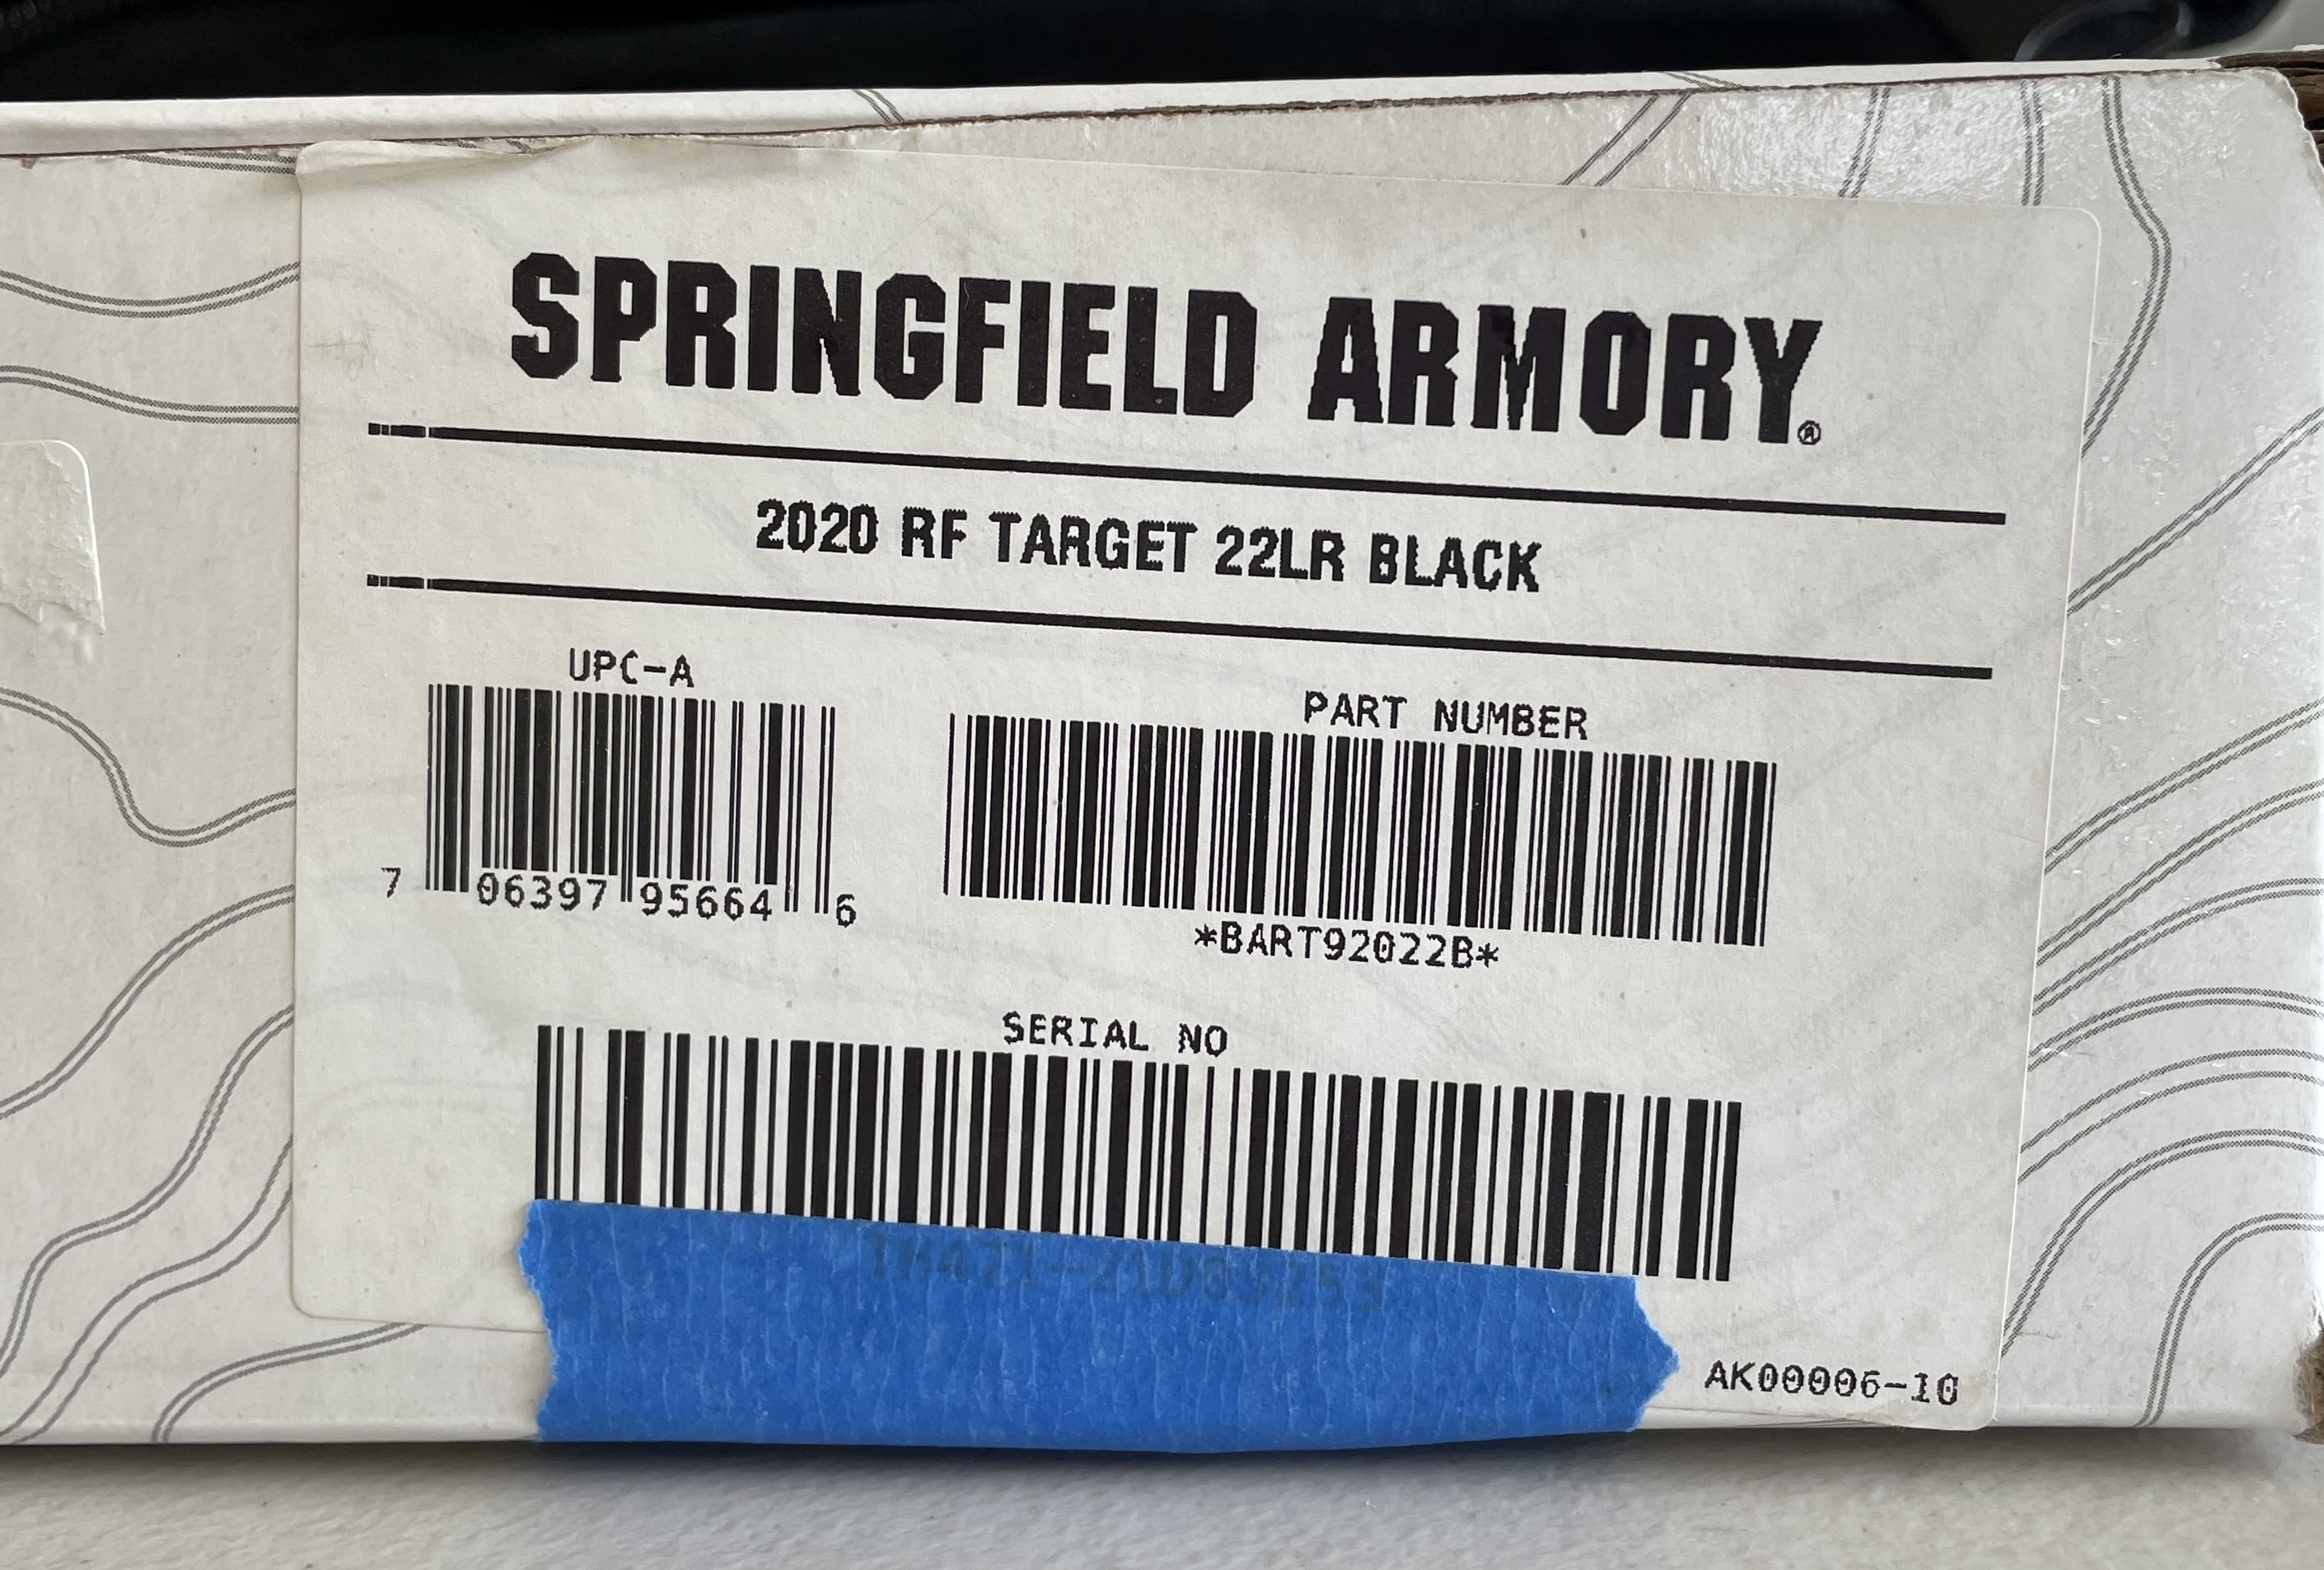 SPRINGFIELD ARMORY®
2020 RF TARGET 22LR BLACK
UPC-A
7 06397 95664 6
PART NUMBER
*BART92022B*
SERIAL NO
AK00006-10